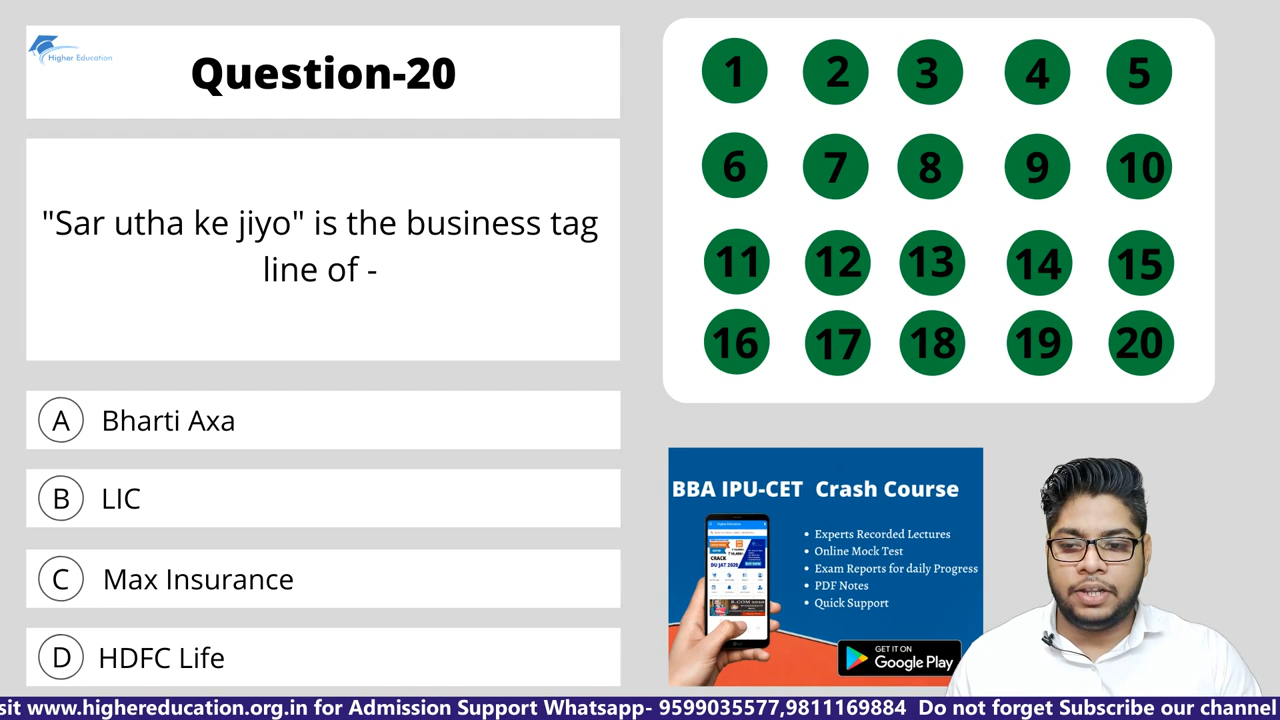 Higher Education
Question-20
"Sar utha ke jiyo" is the business tag
line of -
A Bharti Axa
B LIC
C Max Insurance
D HDFC Life
1 2 3 4 5
6 7 8 9 10
11 12 13 14 15
16 17 18 19 20
BBA IPU-CET Crash Course
• Experts Recorded Lectures
• Online Mock Test
• Exam Reports for daily Progress
• PDF Notes
• Quick Support
CRACK
DU JAT 2020
GET IT ON
Google Play
sit www.highereducation.org.in for Admission Support Whatsapp- 9599035577,9811169884 Do not forget Subscribe our channel